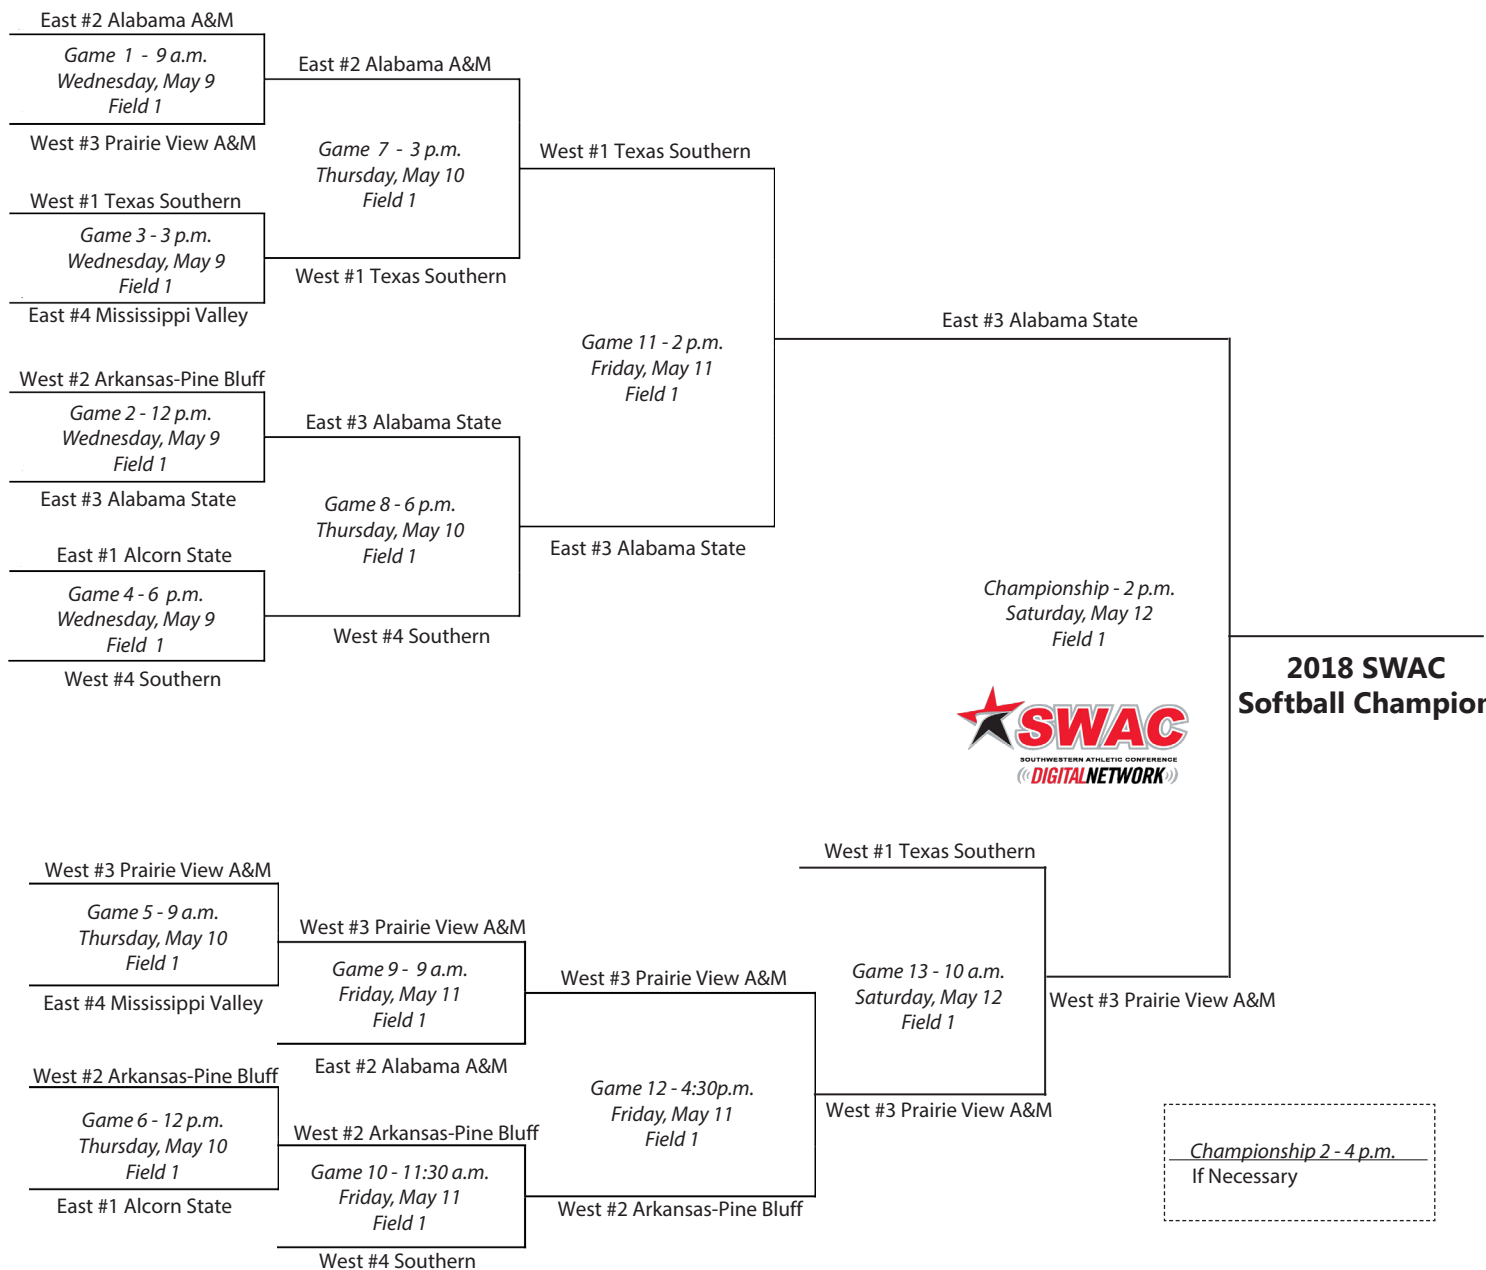 East #2 Alabama A&M
Game 1 - 9 a.m.
Wednesday, May 9
Field 1
West #3 Prairie View A&M
West #1 Texas Southern
Game 3 - 3 p.m.
Wednesday, May 9
Field 1
East #4 Mississippi Valley
West #2 Arkansas-Pine Bluff
Game 2 - 12 p.m.
Wednesday, May 9
Field 1
East #3 Alabama State
East #1 Alcorn State
Game 4 - 6 p.m.
Wednesday, May 9
Field 1
West #4 Southern
East #2 Alabama A&M
Game 7 - 3 p.m.
Thursday, May 10
Field 1
West #1 Texas Southern
East #3 Alabama State
Game 8 - 6 p.m.
Thursday, May 10
Field 1
West #4 Southern
West #1 Texas Southern
Game 11 - 2 p.m.
Friday, May 11
Field 1
East #3 Alabama State
East #3 Alabama State
Championship - 2 p.m.
Saturday, May 12
Field 1
SWAC
SOUTHWESTERN ATHLETIC CONFERENCE
DIGITALNETWORK
2018 SWAC
Softball Champion
West #3 Prairie View A&M
Game 5 - 9 a.m.
Thursday, May 10
Field 1
East #4 Mississippi Valley
West #2 Arkansas-Pine Bluff
Game 6 - 12 p.m.
Thursday, May 10
Field 1
East #1 Alcorn State
West #3 Prairie View A&M
Game 9 - 9 a.m.
Friday, May 11
Field 1
East #2 Alabama A&M
West #2 Arkansas-Pine Bluff
Game 10 - 11:30 a.m.
Friday, May 11
Field 1
West #4 Southern
West #3 Prairie View A&M
Game 12 - 4:30p.m.
Friday, May 11
Field 1
West #2 Arkansas-Pine Bluff
West #1 Texas Southern
Game 13 - 10 a.m.
Saturday, May 12
Field 1
West #3 Prairie View A&M
West #3 Prairie View A&M
Championship 2 - 4 p.m.
If Necessary